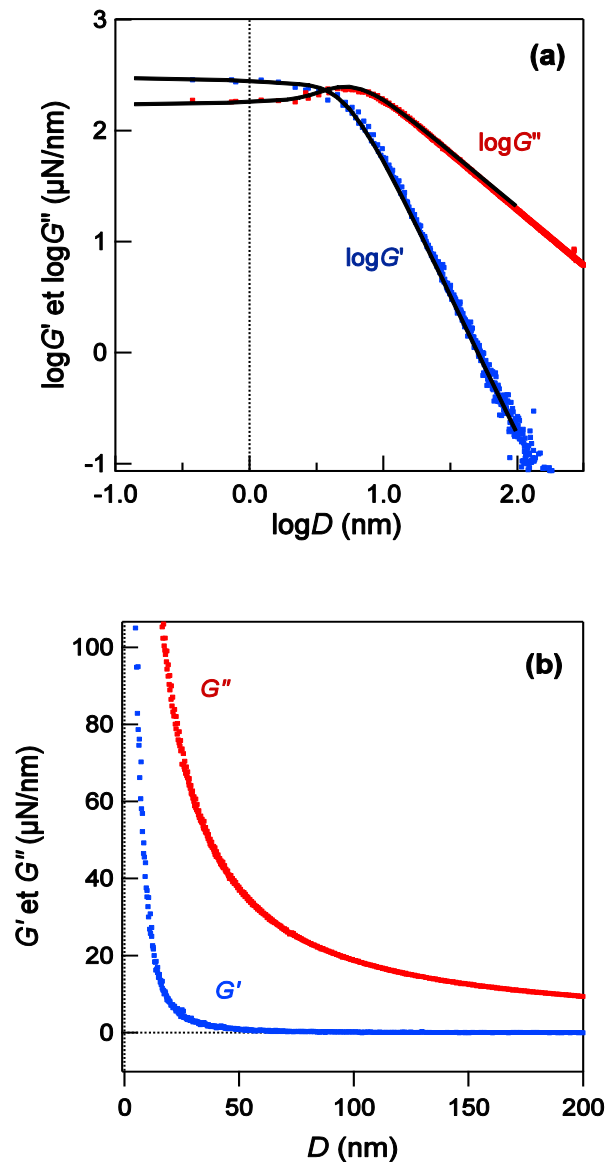 (a)
3
2
1
0
-1
logG' et logG" (µN/nm)
logG"
logG'
-1.0 0.0 1.0 2.0
logD (nm)
(b)
100
80
60
40
20
0
G' et G" (µN/nm)
G"
G'
0 50 100 150 200
D (nm)